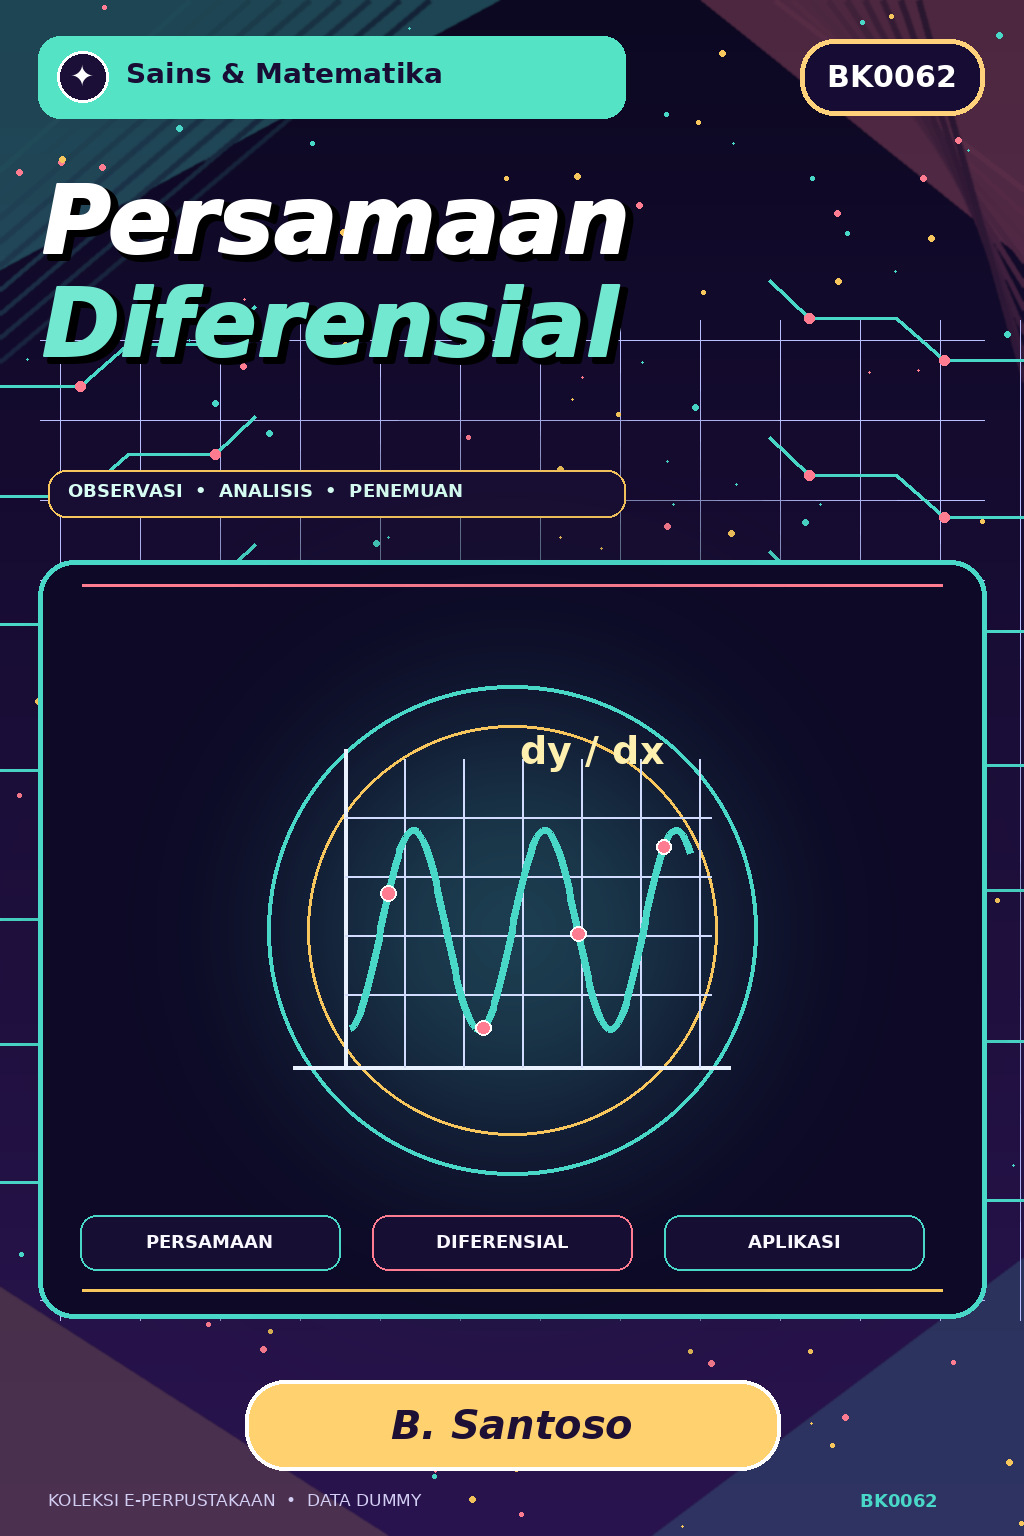 ✦ Sains & Matematika
BK0062
Persamaan
Diferensial
OBSERVASI • ANALISIS • PENEMUAN
dy / dx
PERSAMAAN
DIFERENSIAL
APLIKASI
B. Santoso
KOLEKSI E-PERPUSTAKAAN • DATA DUMMY
BK0062